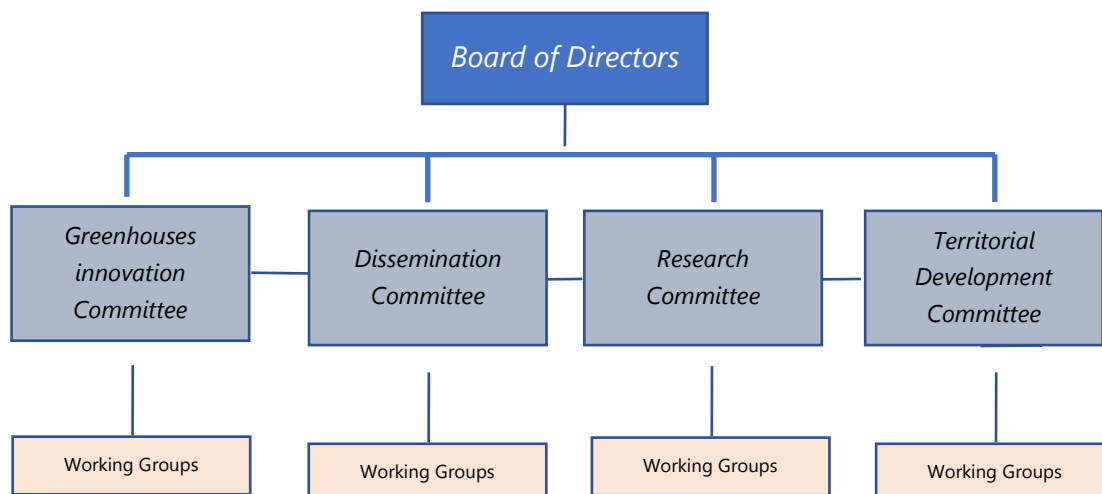 Board of Directors
Greenhouses
innovation
Committee
Dissemination
Committee
Research
Committee
Territorial
Development
Committee
Working Groups
Working Groups
Working Groups
Working Groups